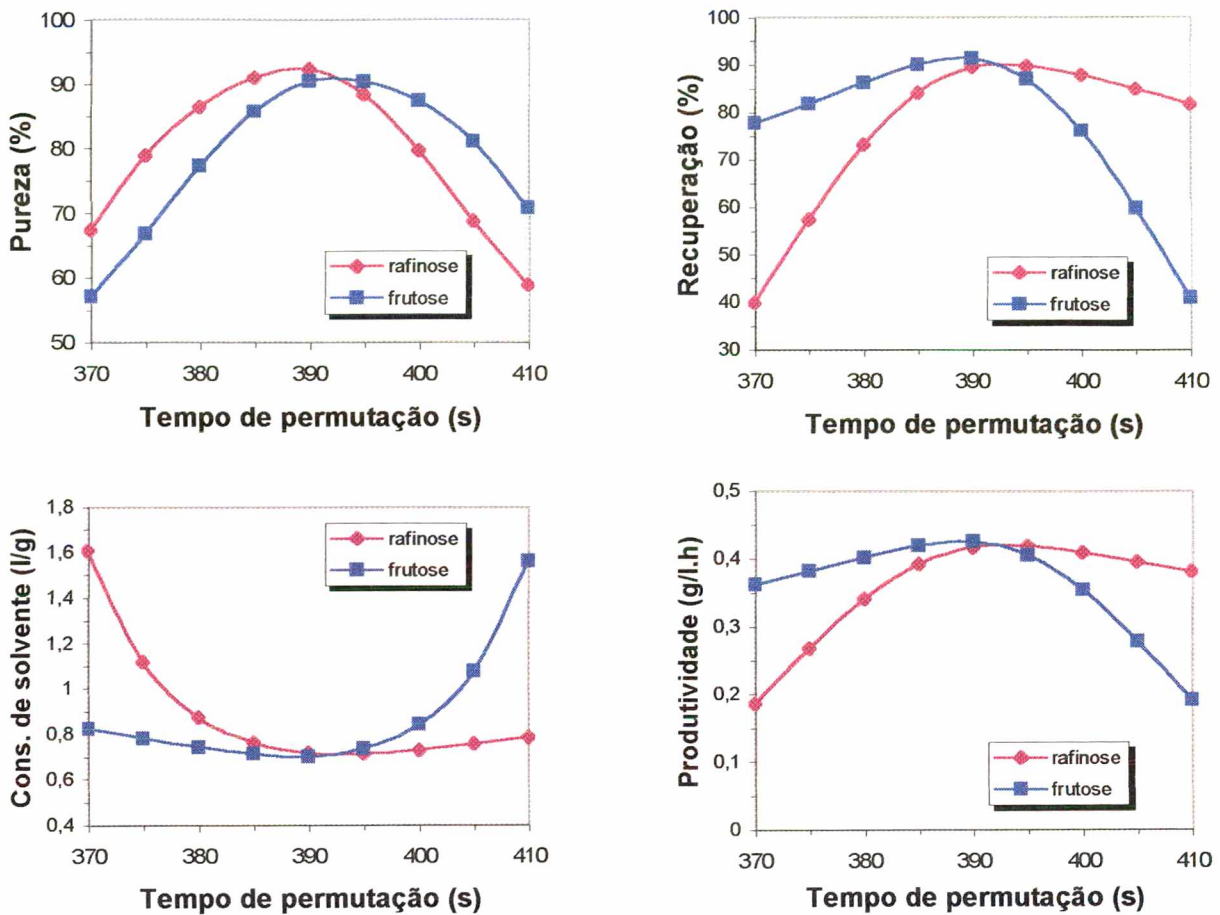 Pureza (%)
100
90
80
70
60
50
rafinose
frutose
370 380 390 400 410
Tempo de permutação (s)
Recuperação (%)
100
90
80
70
60
50
40
30
rafinose
frutose
370 380 390 400 410
Tempo de permutação (s)
Cons. de solvente (l/g)
1,8
1,6
1,4
1,2
1
0,8
0,6
0,4
rafinose
frutose
370 380 390 400 410
Tempo de permutação (s)
Produtividade (g/l.h)
0,5
0,4
0,3
0,2
0,1
0
rafinose
frutose
370 380 390 400 410
Tempo de permutação (s)